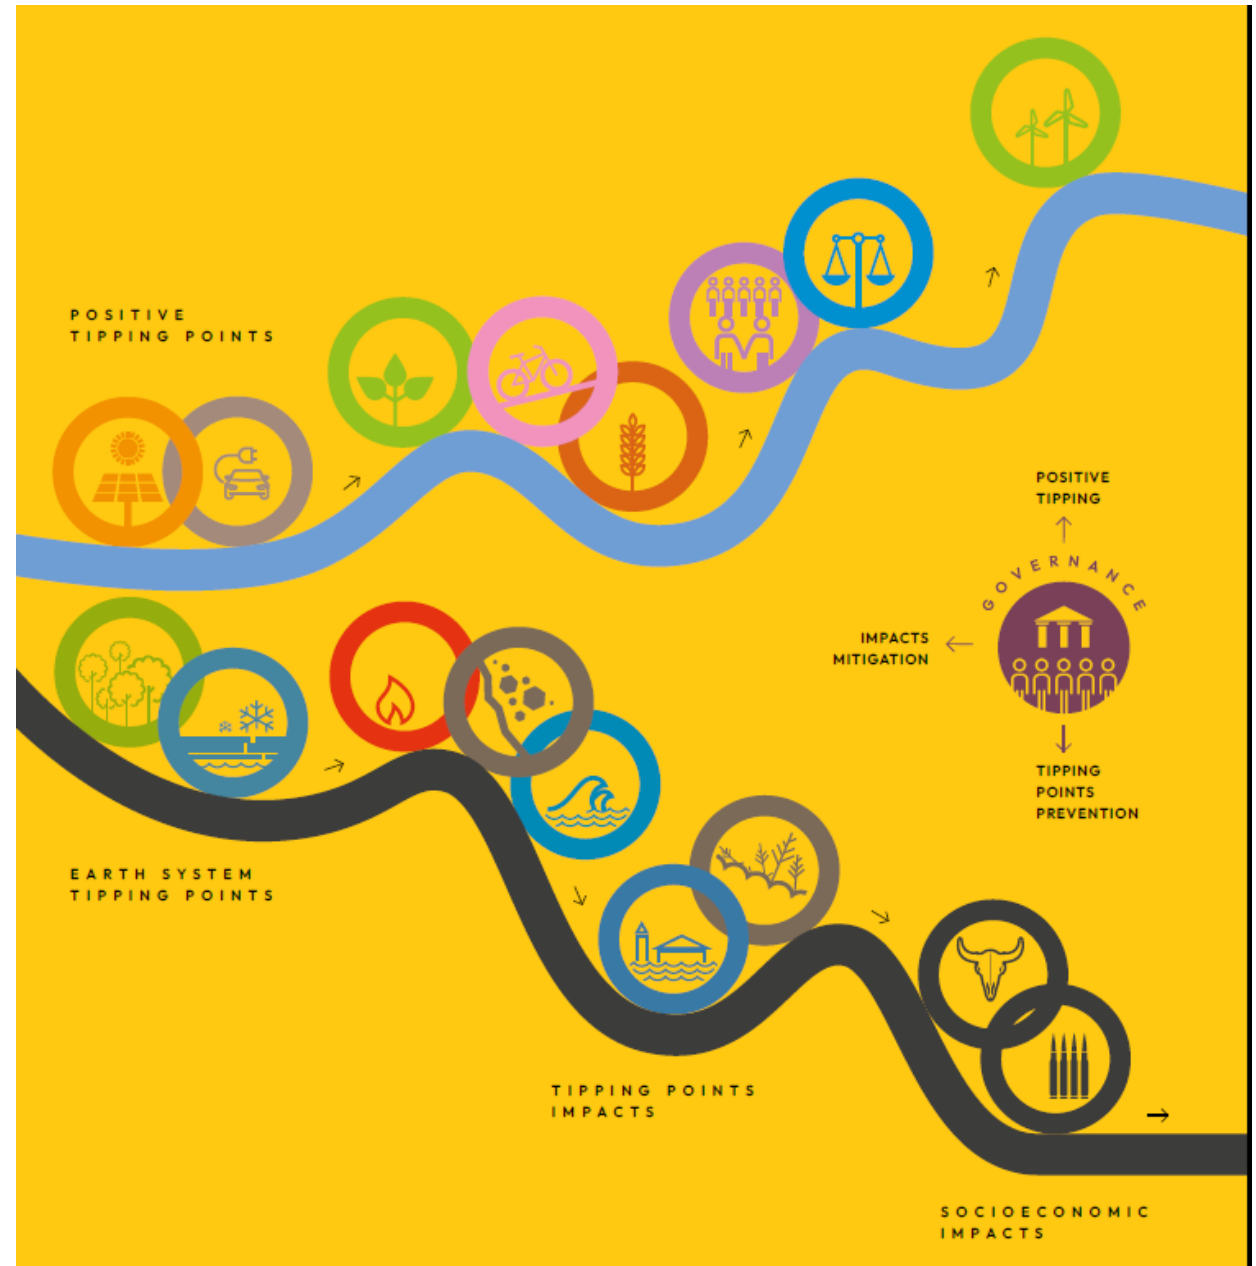 POSITIVE
TIPPING POINTS
POSITIVE
TIPPING
GOVERNANCE
IMPACTS
MITIGATION
TIPPING
POINTS
PREVENTION
EARTH SYSTEM
TIPPING POINTS
TIPPING POINTS
IMPACTS
SOCIOECONOMIC
IMPACTS